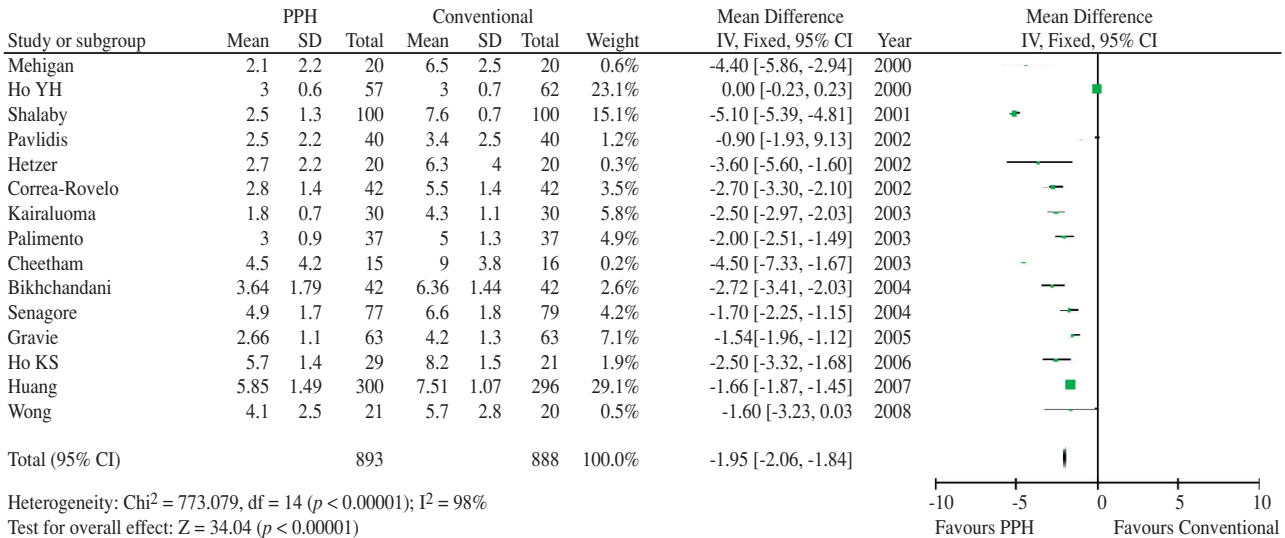 PPH Conventional Mean Difference Mean Difference
Study or subgroup Mean SD Total Mean SD Total Weight IV, Fixed, 95% CI Year IV, Fixed, 95% CI
Mehigan 2.1 2.2 20 6.5 2.5 20 0.6% -4.40 [-5.86, -2.94] 2000
Ho YH 3 0.6 57 3 0.7 62 23.1% 0.00 [-0.23, 0.23] 2000
Shalaby 2.5 1.3 100 7.6 0.7 100 15.1% -5.10 [-5.39, -4.81] 2001
Pavlidis 2.5 2.2 40 3.4 2.5 40 1.2% -0.90 [-1.93, 9.13] 2002
Hetzer 2.7 2.2 20 6.3 4 20 0.3% -3.60 [-5.60, -1.60] 2002
Correa-Rovelo 2.8 1.4 42 5.5 1.4 42 3.5% -2.70 [-3.30, -2.10] 2002
Kairaluoma 1.8 0.7 30 4.3 1.1 30 5.8% -2.50 [-2.97, -2.03] 2003
Palimento 3 0.9 37 5 1.3 37 4.9% -2.00 [-2.51, -1.49] 2003
Cheetham 4.5 4.2 15 9 3.8 16 0.2% -4.50 [-7.33, -1.67] 2003
Bikhchandani 3.64 1.79 42 6.36 1.44 42 2.6% -2.72 [-3.41, -2.03] 2004
Senagore 4.9 1.7 77 6.6 1.8 79 4.2% -1.70 [-2.25, -1.15] 2004
Gravie 2.66 1.1 63 4.2 1.3 63 7.1% -1.54[-1.96, -1.12] 2005
Ho KS 5.7 1.4 29 8.2 1.5 21 1.9% -2.50 [-3.32, -1.68] 2006
Huang 5.85 1.49 300 7.51 1.07 296 29.1% -1.66 [-1.87, -1.45] 2007
Wong 4.1 2.5 21 5.7 2.8 20 0.5% -1.60 [-3.23, 0.03 2008
Total (95% CI) 893 888 100.0% -1.95 [-2.06, -1.84]
Heterogeneity: Chi² = 773.079, df = 14 (p < 0.00001); I² = 98%
Test for overall effect: Z = 34.04 (p < 0.00001)
-10 -5 0 5 10
Favours PPH Favours Conventional